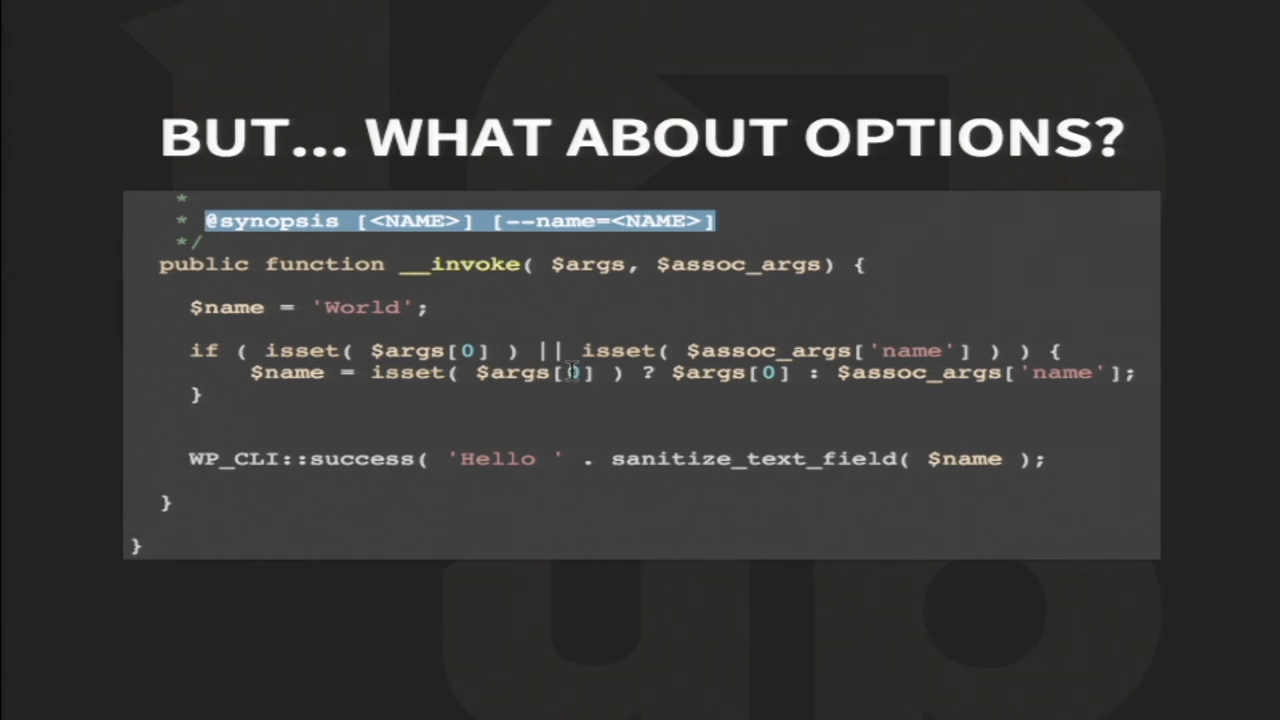 BUT... WHAT ABOUT OPTIONS?
*
* @synopsis [<NAME>] [--name=<NAME>]
*/
public function __invoke( $args, $assoc_args) {
$name = 'World';
if ( isset( $args[0] ) || isset( $assoc_args['name'] ) ) {
$name = isset( $args[0] ) ? $args[0] : $assoc_args['name'];
}
WP_CLI::success( 'Hello ' . sanitize_text_field( $name );
}
}